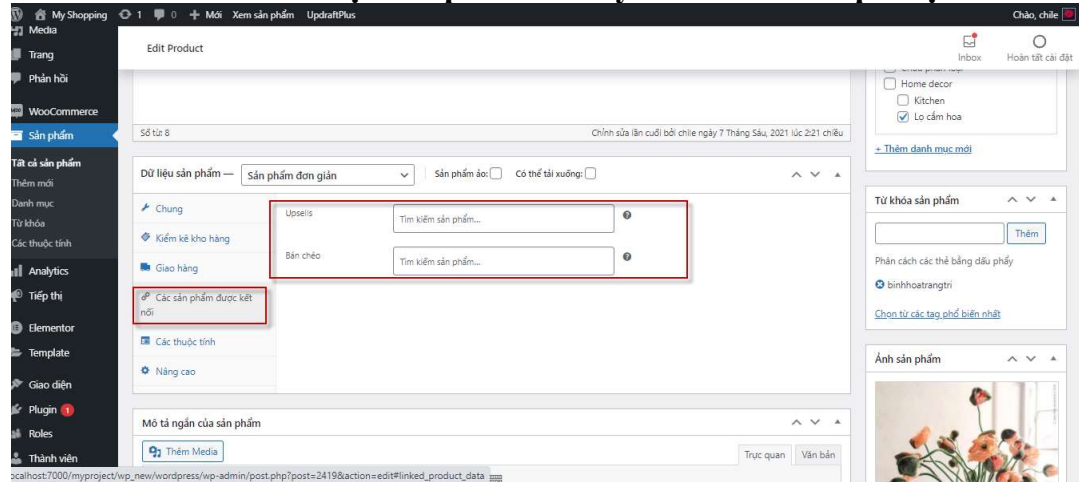 My Shopping 1 0 + Mới Xem sản phẩm UpdraftPlus Chào, chile
Media
Trang
Phản hồi
WooCommerce
Sản phẩm
Tất cả sản phẩm
Thêm mới
Danh mục
Từ khóa
Các thuộc tính
Analytics
Tiếp thị
Elementor
Template
Giao diện
Plugin 1
Roles
Thành viên
Edit Product
Inbox
Hoàn tất cài đặt
Số từ: 8
Chỉnh sửa lần cuối bởi chile ngày 7 Tháng Sáu, 2021 lúc 2:21 chiều
Dữ liệu sản phẩm — Sản phẩm đơn giản Sản phẩm ảo: Có thể tải xuống:
Chung
Kiểm kê kho hàng
Giao hàng
Các sản phẩm được kết
nối
Các thuộc tính
Nâng cao
Upsells Tìm kiếm sản phẩm...
Bán chéo Tìm kiếm sản phẩm...
Mô tả ngắn của sản phẩm
Thêm Media
Trực quan Văn bản
Home decor
Kitchen
Lọ cắm hoa
+ Thêm danh mục mới
Từ khóa sản phẩm
Thêm
Phân cách các thẻ bằng dấu phẩy
binhhoatrangtri
Chọn từ các tag phổ biến nhất
Ảnh sản phẩm
ocalhost:7000/myproject/wp_new/wordpress/wp-admin/post.php?post=2419&action=edit#linked_product_data